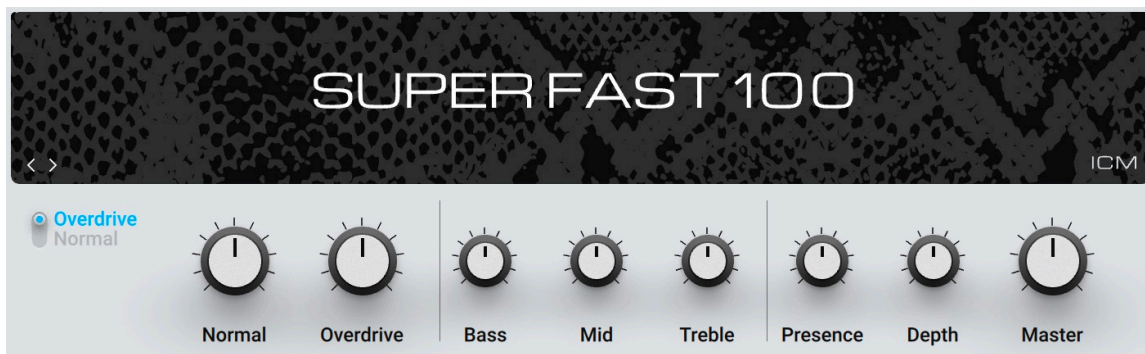 SUPER FAST 100
< >
ICM
Overdrive
Normal
Normal
Overdrive
Bass
Mid
Treble
Presence
Depth
Master